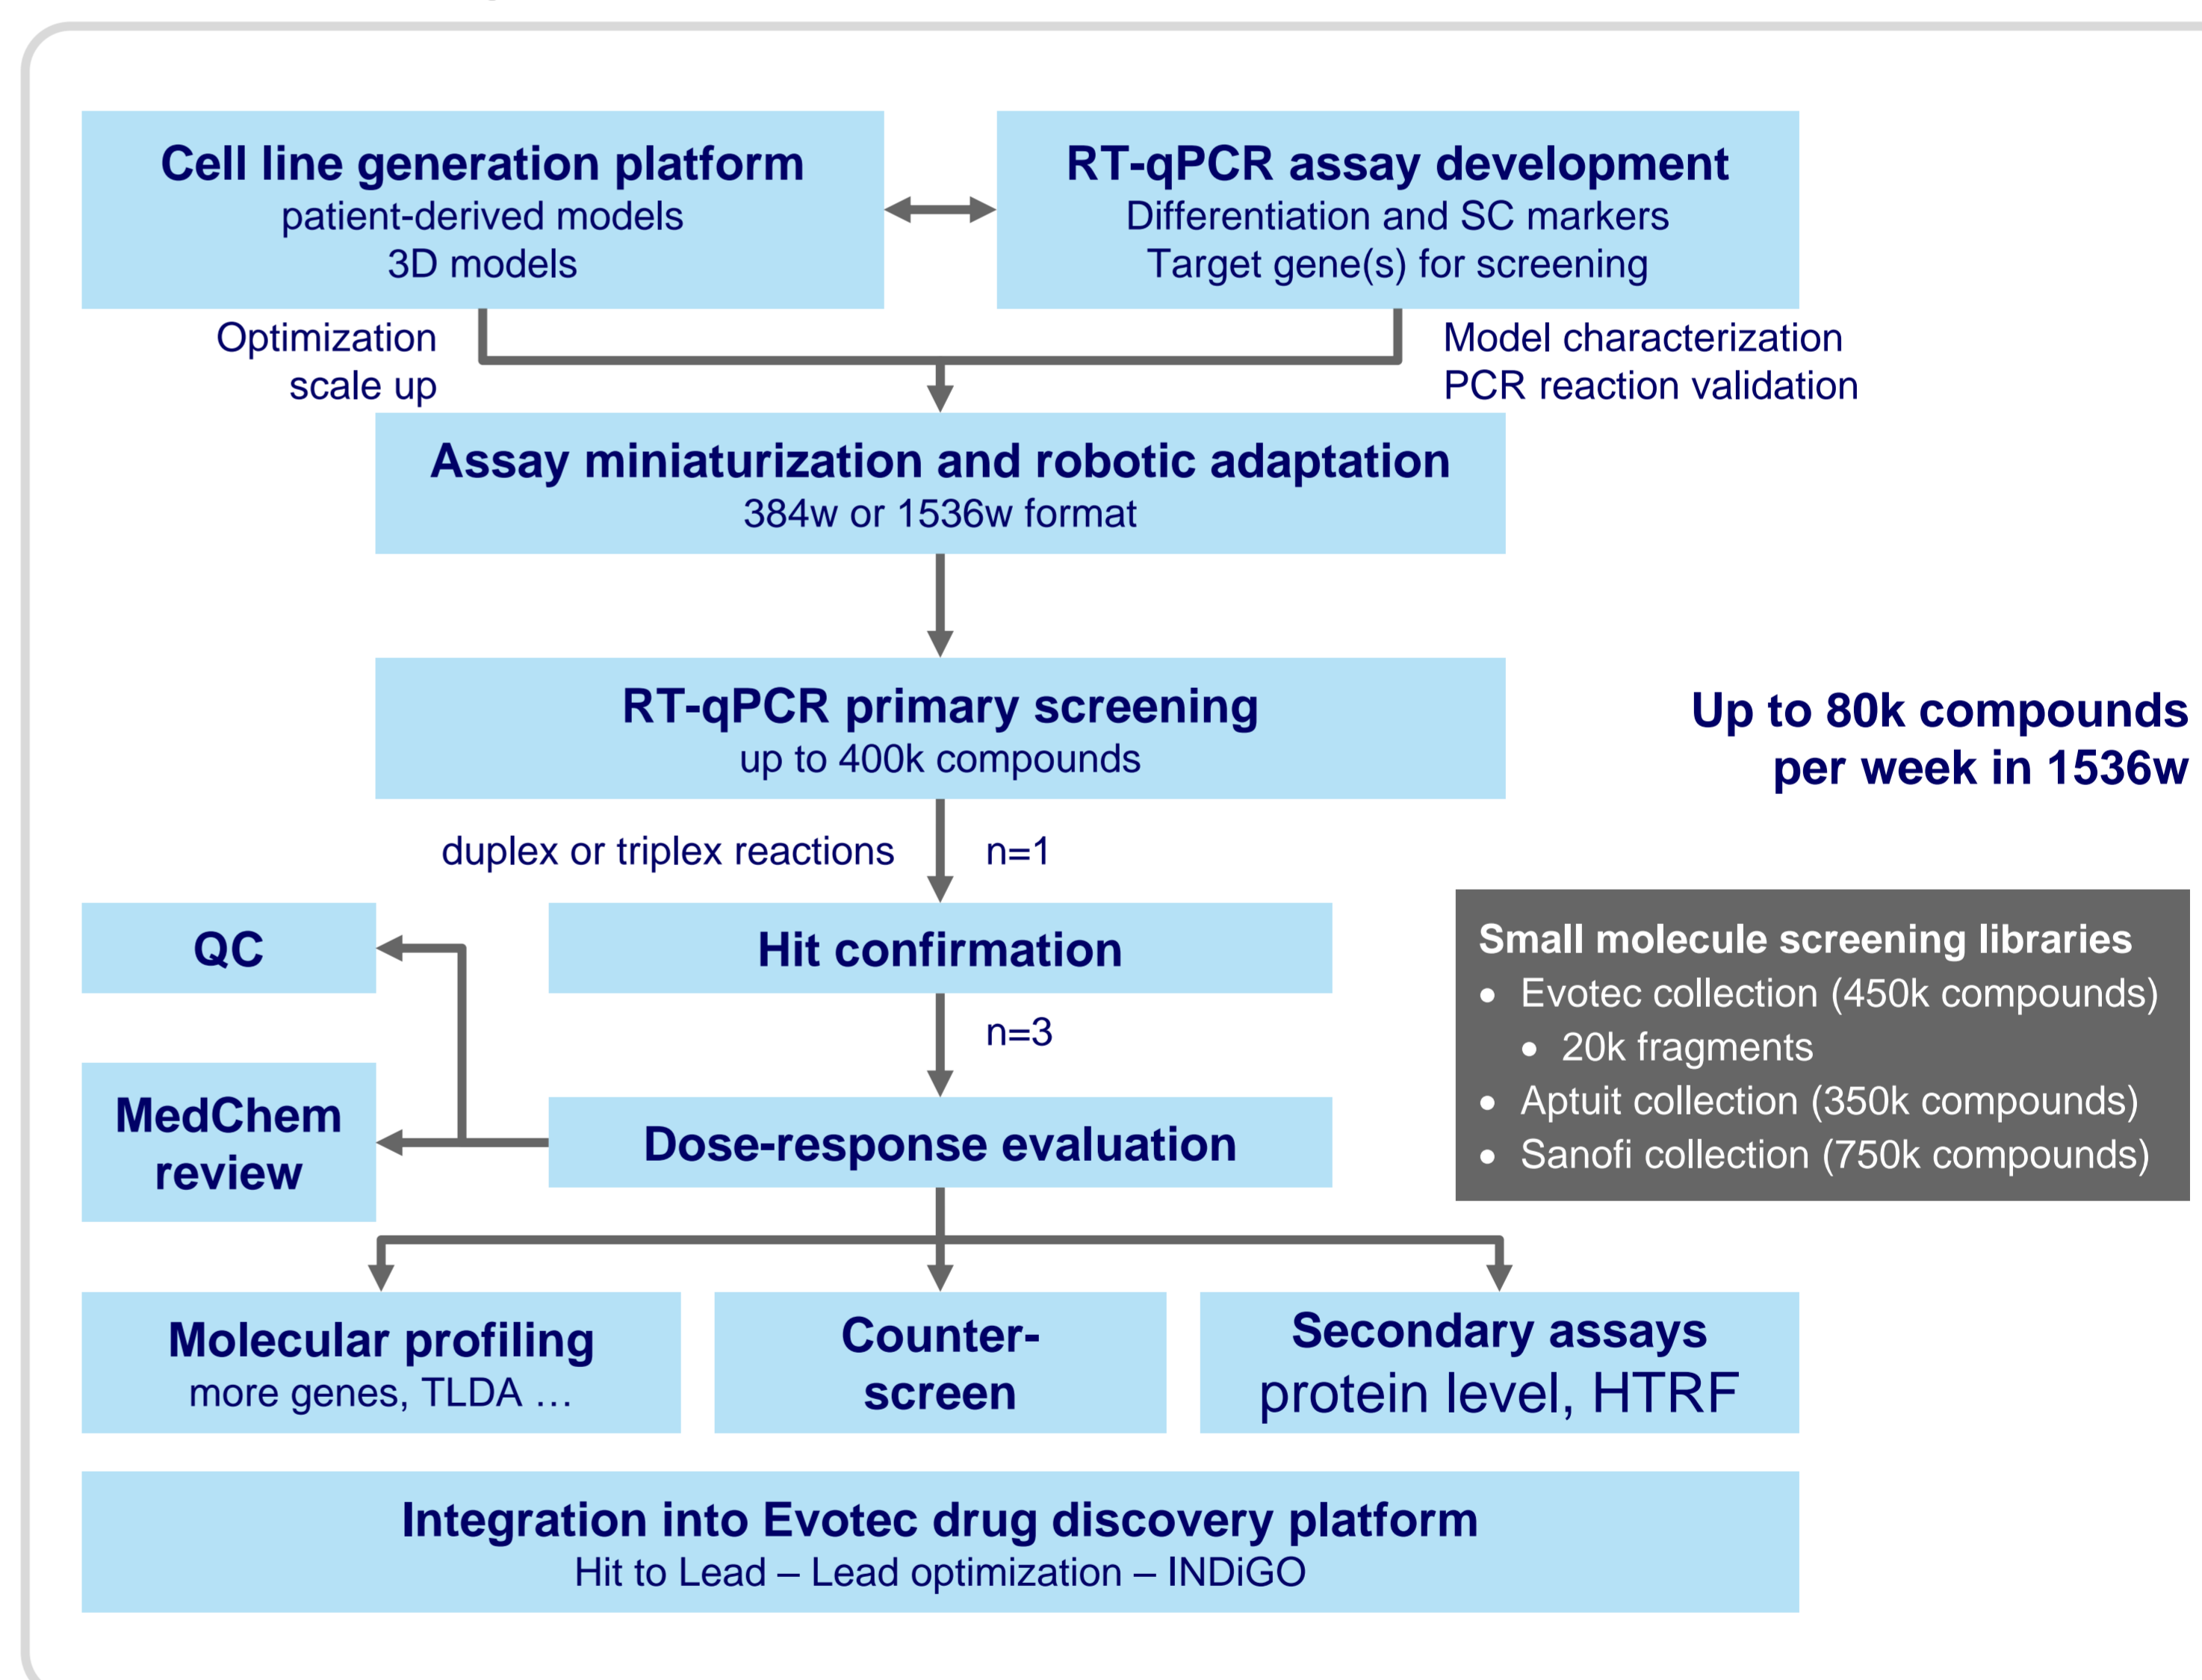 Cell line generation platform
patient-derived models
3D models
RT-qPCR assay development
Differentiation and SC markers
Target gene(s) for screening
Optimization
scale up
Model characterization
PCR reaction validation
Assay miniaturization and robotic adaptation
384w or 1536w format
RT-qPCR primary screening
up to 400k compounds
Up to 80k compounds
per week in 1536w
duplex or triplex reactions
n=1
QC
Hit confirmation
n=3
MedChem
review
Dose-response evaluation
Small molecule screening libraries
● Evotec collection (450k compounds)
● 20k fragments
● Aptuit collection (350k compounds)
● Sanofi collection (750k compounds)
Molecular profiling
more genes, TLDA …
Counter-
screen
Secondary assays
protein level, HTRF
Integration into Evotec drug discovery platform
Hit to Lead – Lead optimization – INDiGO